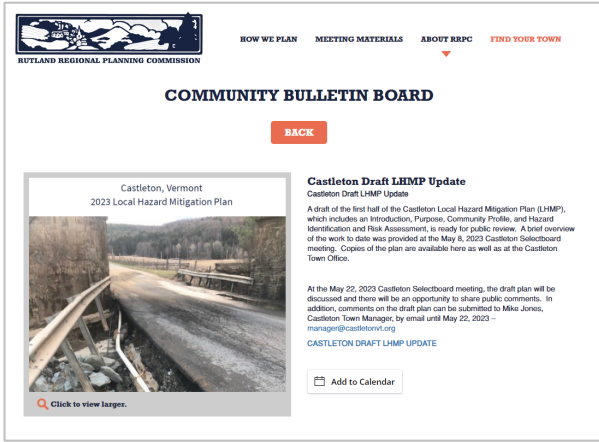 RUTLAND REGIONAL PLANNING COMMISSION
HOW WE PLAN
MEETING MATERIALS
ABOUT RRPC
FIND YOUR TOWN
COMMUNITY BULLETIN BOARD
BACK
Castleton, Vermont
2023 Local Hazard Mitigation Plan
Click to view larger.
Castleton Draft LHMP Update
Castleton Draft LHMP Update
A draft of the first half of the Castleton Local Hazard Mitigation Plan (LHMP),
which includes an Introduction, Purpose, Community Profile, and Hazard
Identification and Risk Assessment, is ready for public review.  A brief overview
of the work to date was provided at the May 8, 2023 Castleton Selectboard
meeting.  Copies of the plan are available here as well as at the Castleton
Town Office.
At the May 22, 2023 Castleton Selectboard meeting, the draft plan will be
discussed and there will be an opportunity to share public comments.  In
addition, comments on the draft plan can be submitted to Mike Jones,
Castleton Town Manager, by email until May 22, 2023 –
manager@castletonvt.org
CASTLETON DRAFT LHMP UPDATE
Add to Calendar